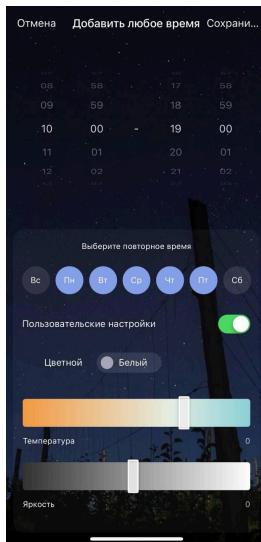 Отмена Добавить любое время Сохрани...
08 58 17 58
09 59 18 59
10 00 - 19 00
11 01 20 01
12 02 21 02
Выберите повторное время
Вс Пн Вт Ср Чт Пт Сб
Пользовательские настройки
Цветной Белый
Температура 0
Яркость 0